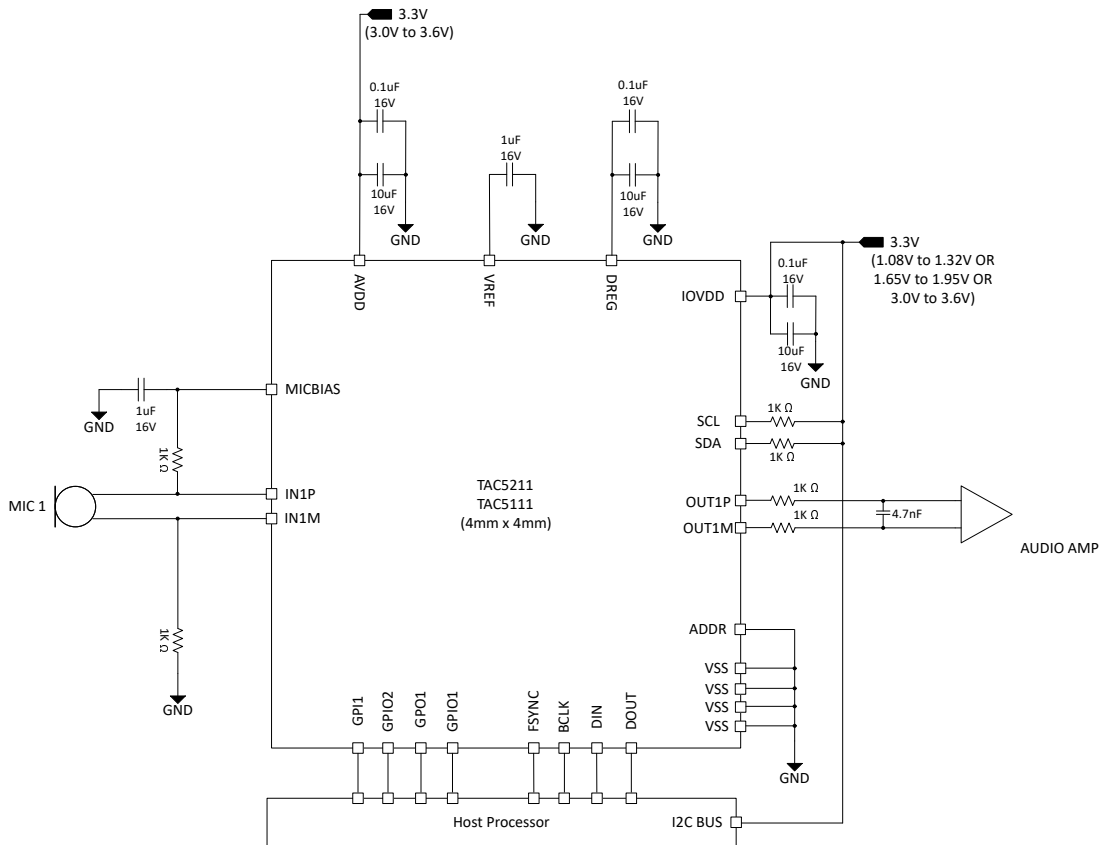 3.3V
(3.0V to 3.6V)
0.1uF
16V
10uF
16V
GND
1uF
16V
GND
0.1uF
16V
10uF
16V
GND
3.3V
(1.08V to 1.32V OR
1.65V to 1.95V OR
3.0V to 3.6V)
0.1uF
16V
10uF
16V
GND
AVDD
VREF
DREG
IOVDD
MICBIAS
1uF
16V
GND
1K Ω
MIC 1
IN1P
IN1M
1K Ω
GND
TAC5211
TAC5111
(4mm x 4mm)
SCL
1K Ω
SDA
1K Ω
OUT1P
1K Ω
OUT1M
1K Ω
4.7nF
AUDIO AMP
ADDR
VSS
VSS
VSS
VSS
GND
GPI1
GPIO2
GPO1
GPIO1
FSYNC
BCLK
DIN
DOUT
Host Processor
I2C BUS